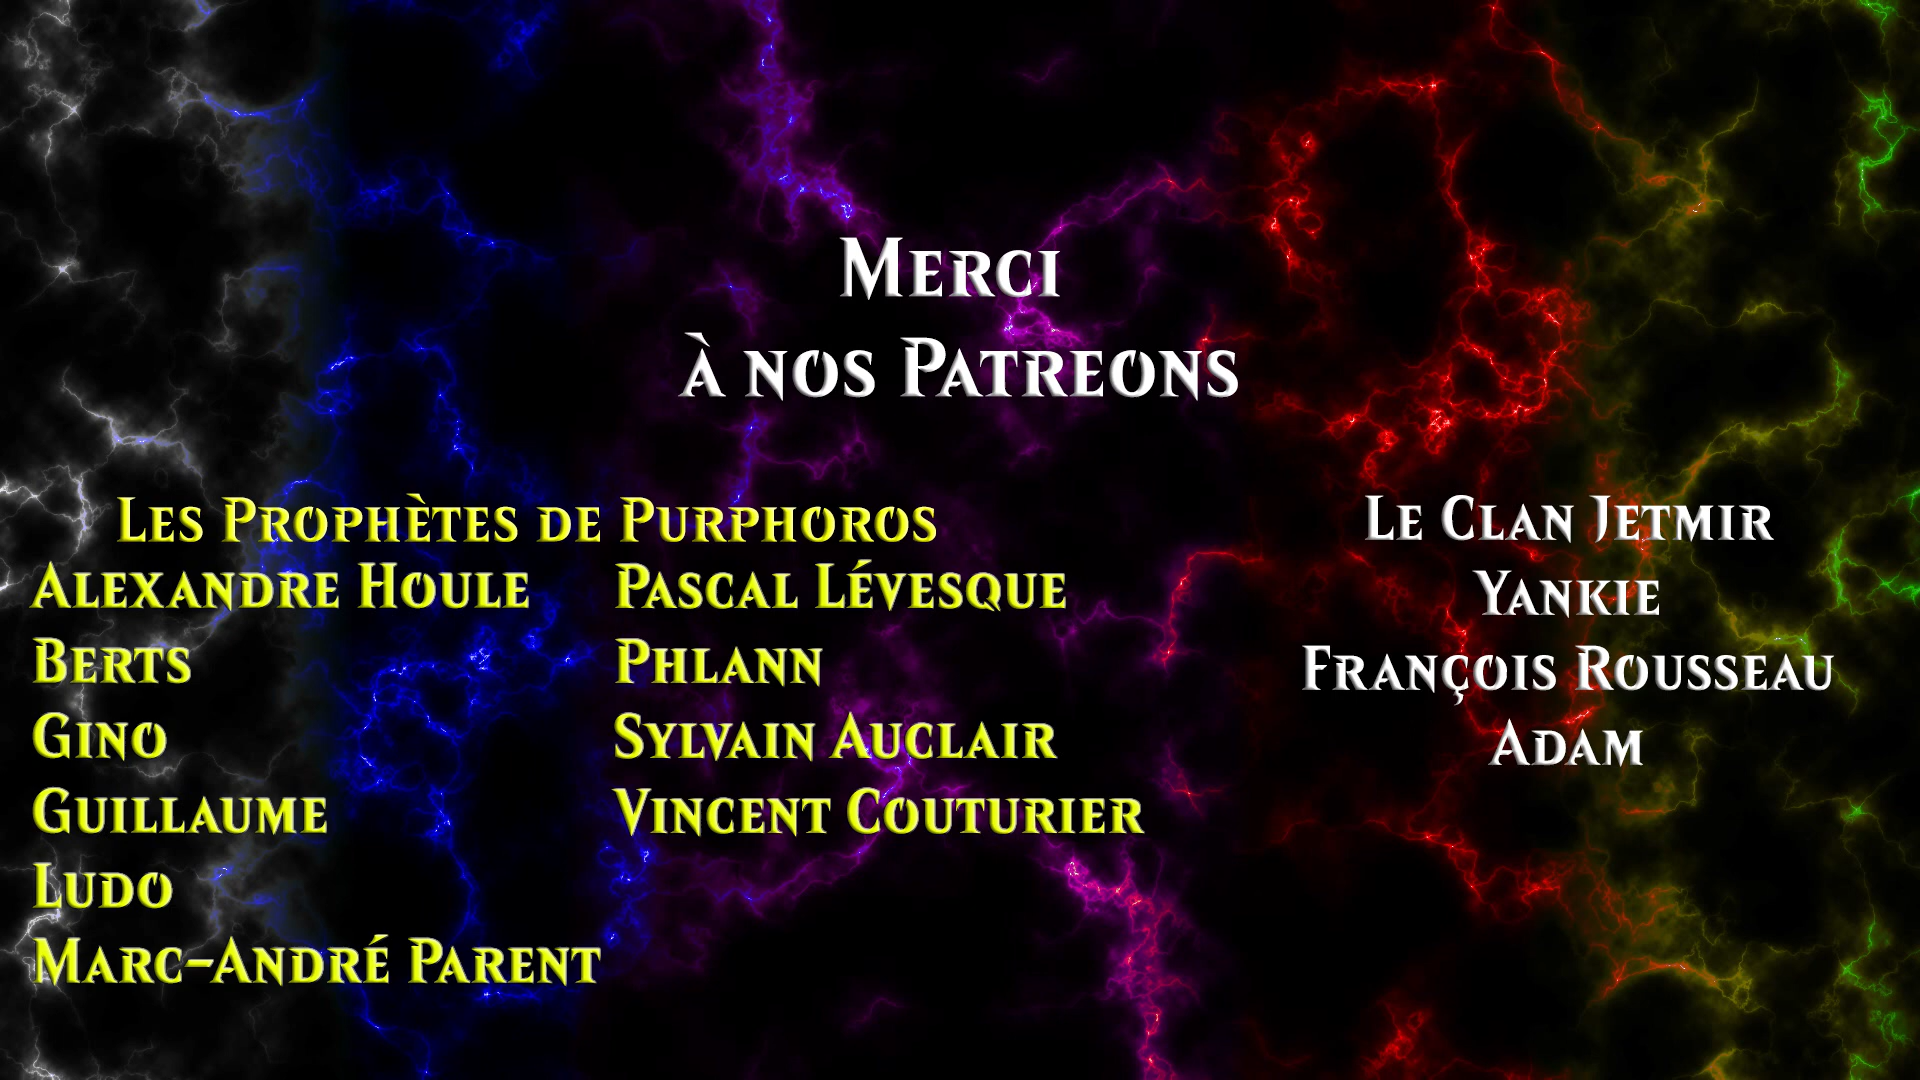 Merci
à nos Patreons
Les Prophètes de Purphoros
Alexandre Houle
Berts
Gino
Guillaume
Ludo
Marc-André Parent
Pascal Lévesque
Phlann
Sylvain Auclair
Vincent Couturier
Le Clan Jetmir
Yankie
François Rousseau
Adam